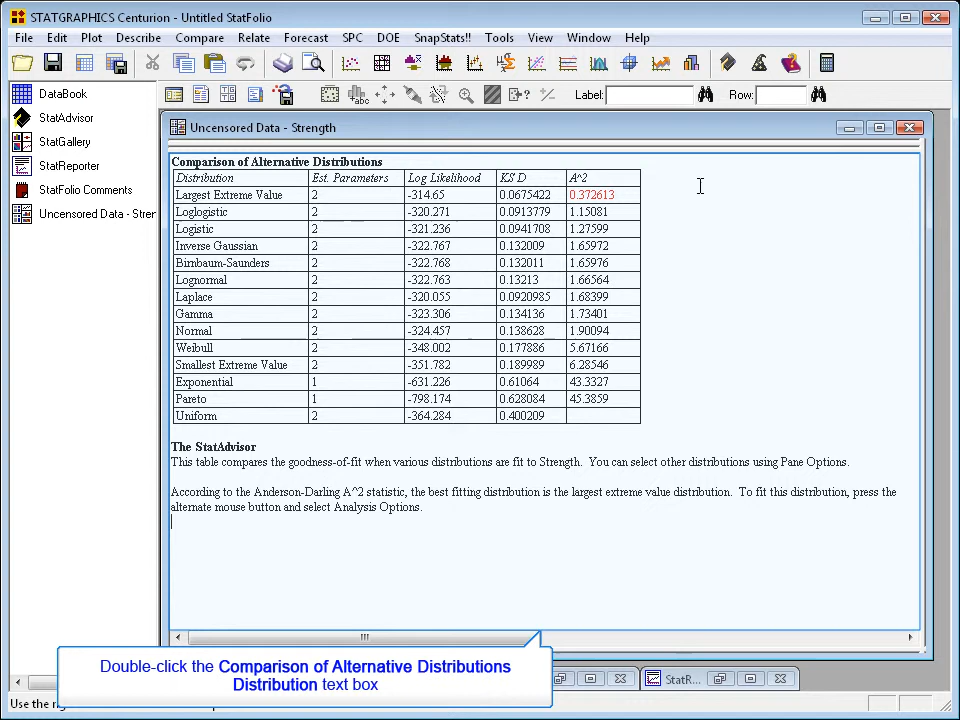 STATGRAPHICS Centurion - Untitled StatFolio
File Edit Plot Describe Compare Relate Forecast SPC DOE SnapStats!! Tools View Window Help
Label: Row:
DataBook
StatAdvisor
StatGallery
StatReporter
StatFolio Comments
Uncensored Data - Stren
Uncensored Data - Strength
Comparison of Alternative Distributions
Distribution Est. Parameters Log Likelihood KS D A^2
Largest Extreme Value 2 -314.65 0.0675422 0.372613
Loglogistic 2 -320.271 0.0913779 1.15081
Logistic 2 -321.236 0.0941708 1.27599
Inverse Gaussian 2 -322.767 0.132009 1.65972
Birnbaum-Saunders 2 -322.768 0.132011 1.65976
Lognormal 2 -322.763 0.13213 1.66564
Laplace 2 -320.055 0.0920985 1.68399
Gamma 2 -323.306 0.134136 1.73401
Normal 2 -324.457 0.138628 1.90094
Weibull 2 -348.002 0.177886 5.67166
Smallest Extreme Value 2 -351.782 0.189989 6.28546
Exponential 1 -631.226 0.61064 43.3327
Pareto 1 -798.174 0.628084 45.3859
Uniform 2 -364.284 0.400209
The StatAdvisor
This table compares the goodness-of-fit when various distributions are fit to Strength. You can select other distributions using Pane Options.
According to the Anderson-Darling A^2 statistic, the best fitting distribution is the largest extreme value distribution. To fit this distribution, press the
alternate mouse button and select Analysis Options.
Double-click the Comparison of Alternative Distributions
Distribution text box
StatR...
Use the rig